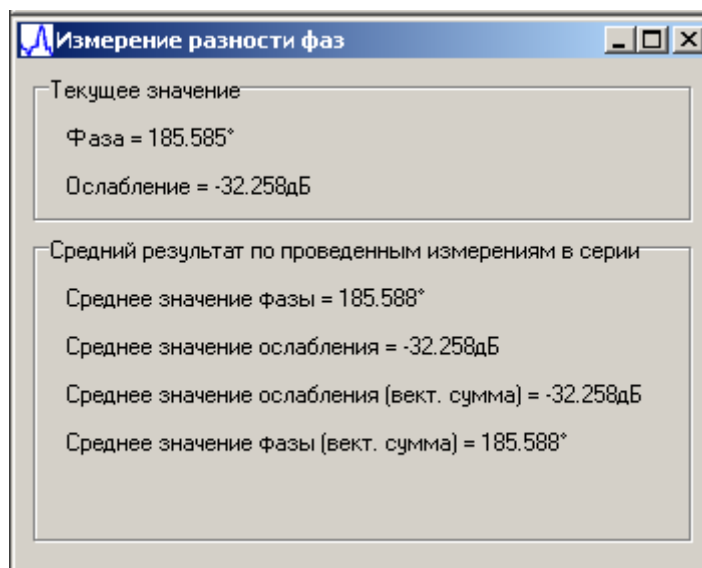 Измерение разности фаз
Текущее значение
Фаза = 185.585°
Ослабление = -32.258дБ
Средний результат по проведенным измерениям в серии
Среднее значение фазы = 185.588°
Среднее значение ослабления = -32.258дБ
Среднее значение ослабления (вект. сумма) = -32.258дБ
Среднее значение фазы (вект. сумма) = 185.588°